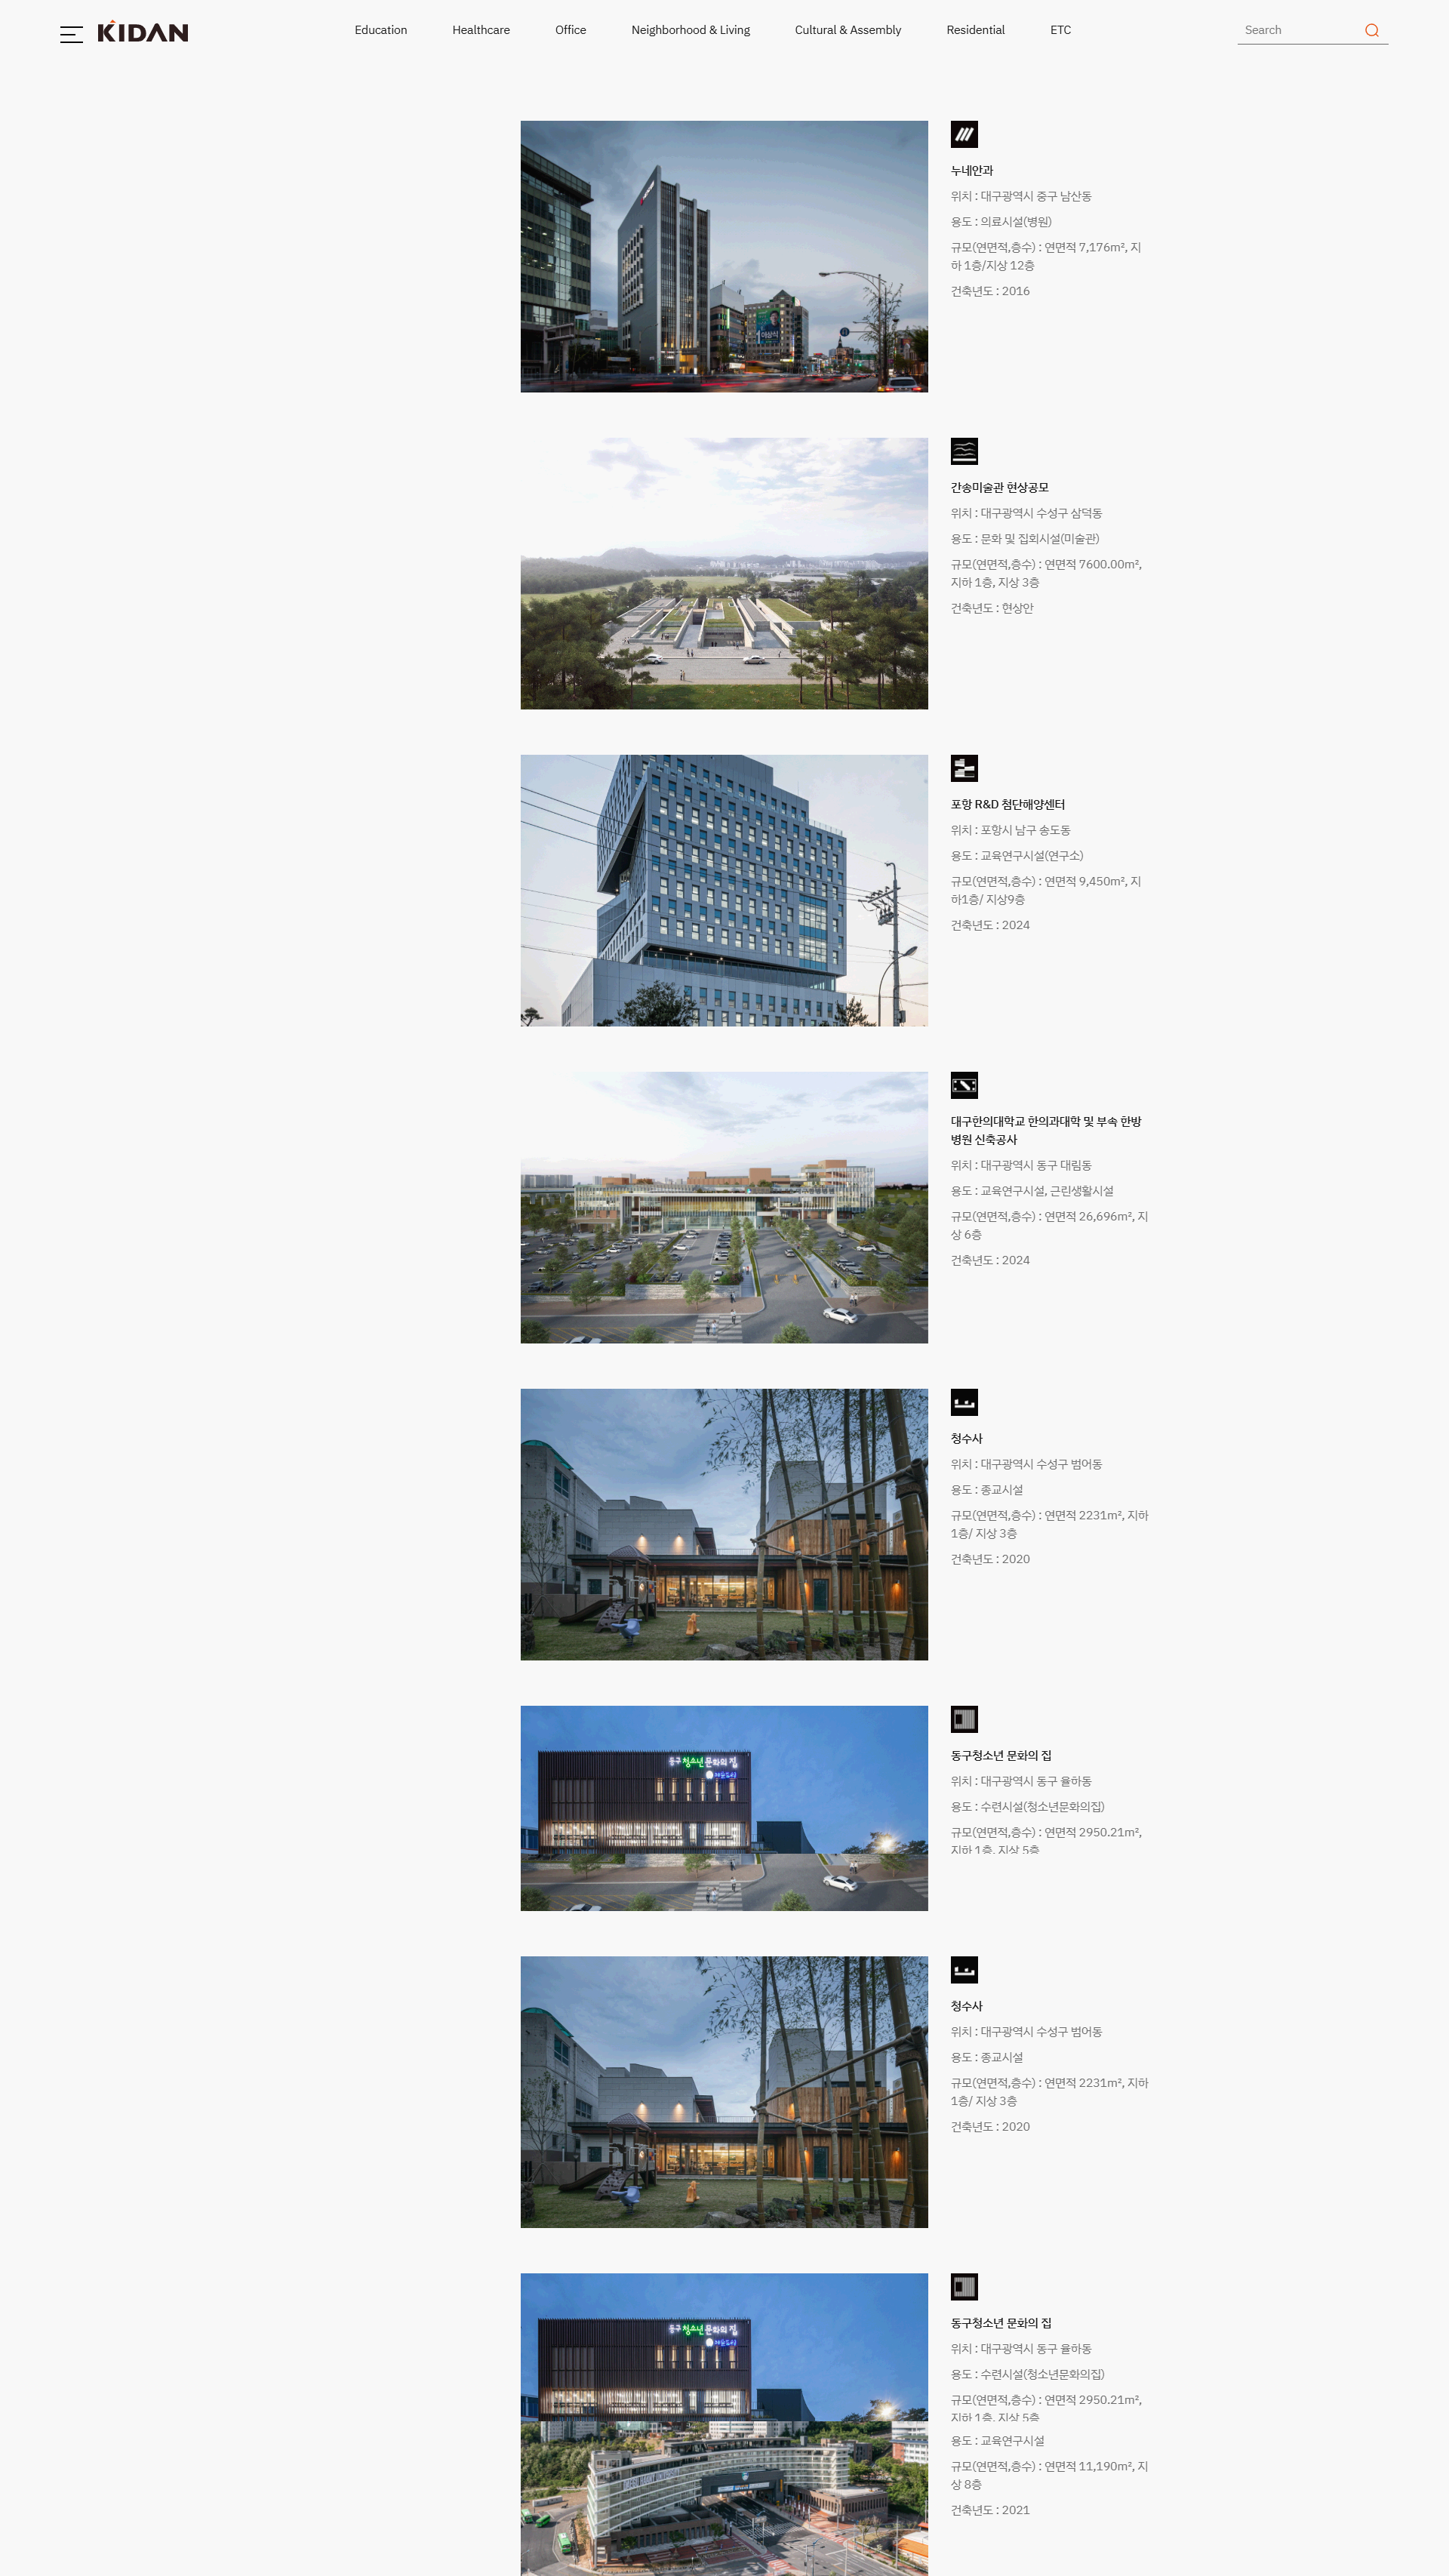 KIDAN
Education
Healthcare
Office
Neighborhood & Living
Cultural & Assembly
Residential
ETC
Search
누네안과
위치 : 대구광역시 중구 남산동
용도 : 의료시설(병원)
규모(연면적,층수) : 연면적 7,176m², 지
하 1층/지상 12층
건축년도 : 2016
간송미술관 현상공모
위치 : 대구광역시 수성구 삼덕동
용도 : 문화 및 집회시설(미술관)
규모(연면적,층수) : 연면적 7600.00m²,
지하 1층, 지상 3층
건축년도 : 현상안
포항 R&D 첨단해양센터
위치 : 포항시 남구 송도동
용도 : 교육연구시설(연구소)
규모(연면적,층수) : 연면적 9,450m², 지
하1층/ 지상9층
건축년도 : 2024
대구한의대학교 한의과대학 및 부속 한방
병원 신축공사
위치 : 대구광역시 동구 대림동
용도 : 교육연구시설, 근린생활시설
규모(연면적,층수) : 연면적 26,696m², 지
상 6층
건축년도 : 2024
청수사
위치 : 대구광역시 수성구 범어동
용도 : 종교시설
규모(연면적,층수) : 연면적 2231m², 지하
1층/ 지상 3층
건축년도 : 2020
동구청소년문화의집
동구청소년 문화의 집
위치 : 대구광역시 동구 율하동
용도 : 수련시설(청소년문화의집)
규모(연면적,층수) : 연면적 2950.21m²,
지하 1층, 지상 5층
청수사
위치 : 대구광역시 수성구 범어동
용도 : 종교시설
규모(연면적,층수) : 연면적 2231m², 지하
1층/ 지상 3층
건축년도 : 2020
동구청소년문화의집
동구청소년 문화의 집
위치 : 대구광역시 동구 율하동
용도 : 수련시설(청소년문화의집)
규모(연면적,층수) : 연면적 2950.21m²,
지하 1층, 지상 5층
용도 : 교육연구시설
규모(연면적,층수) : 연면적 11,190m², 지
상 8층
건축년도 : 2021